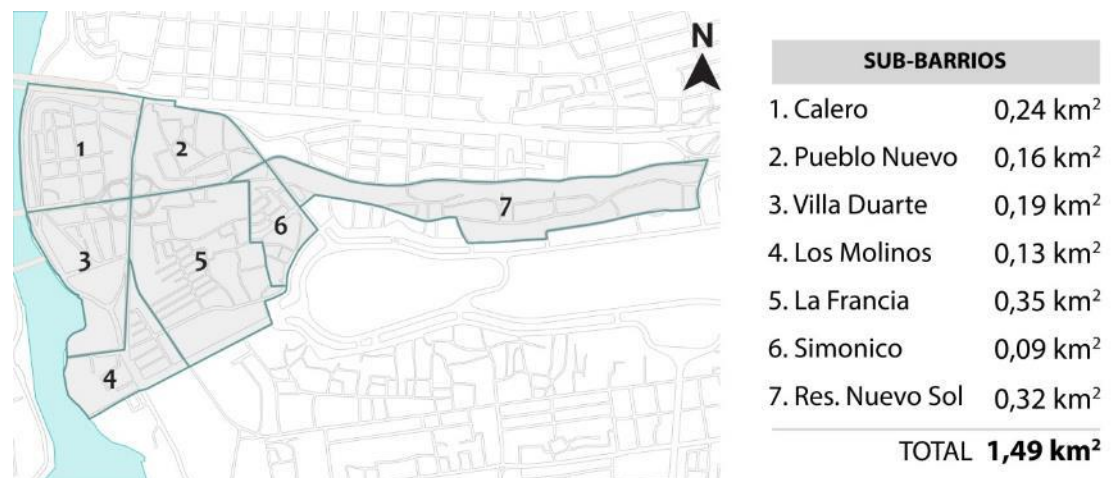 N
1
2
3
4
5
6
7
SUB-BARRIOS
1. Calero 0,24 km²
2. Pueblo Nuevo 0,16 km²
3. Villa Duarte 0,19 km²
4. Los Molinos 0,13 km²
5. La Francia 0,35 km²
6. Simonico 0,09 km²
7. Res. Nuevo Sol 0,32 km²
TOTAL 1,49 km²